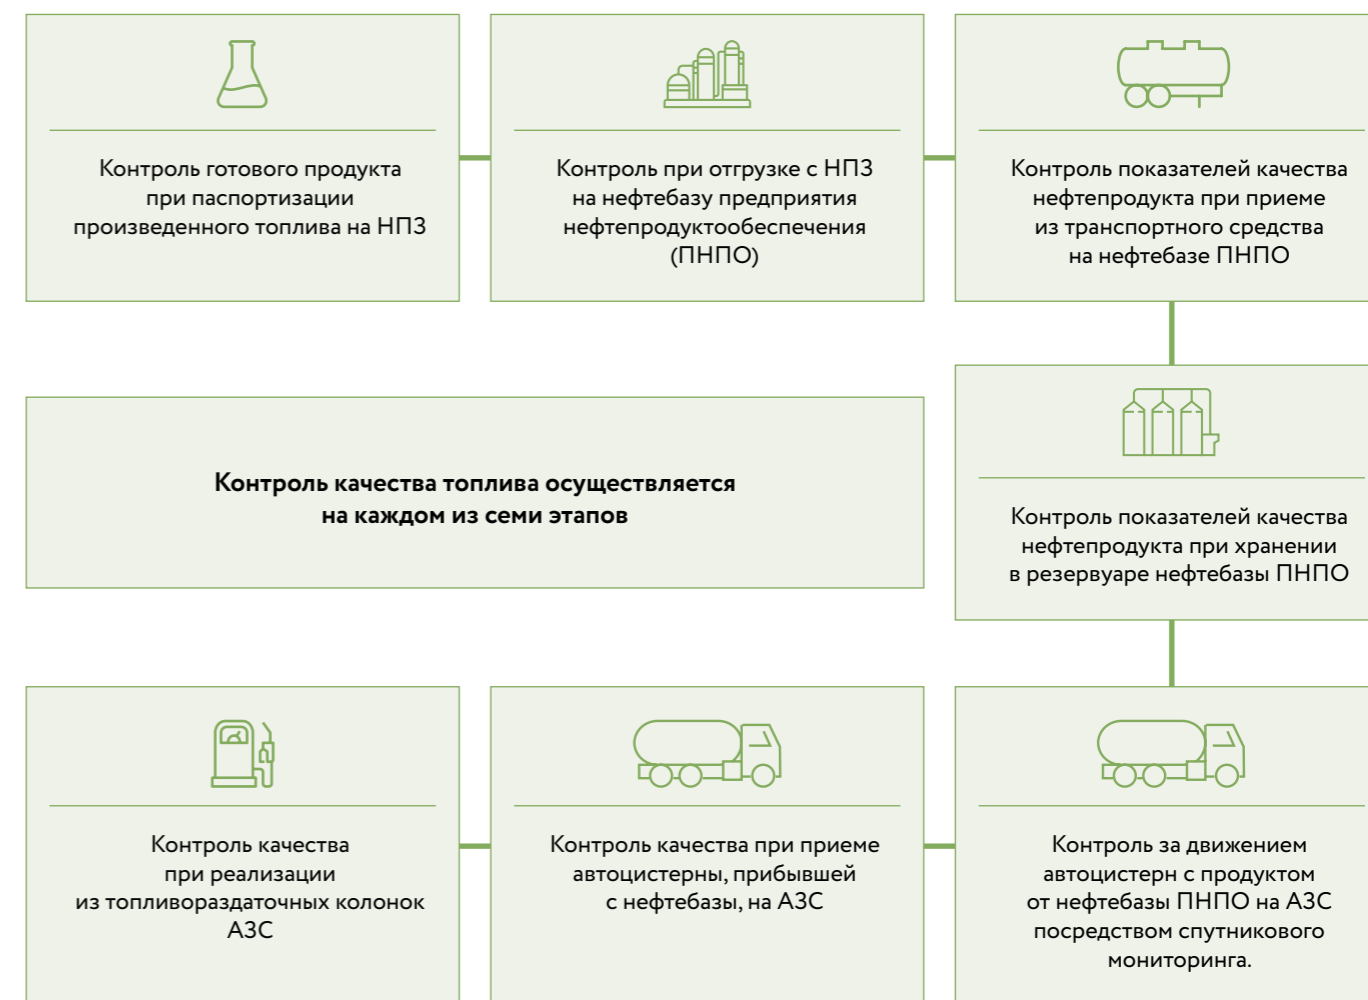 Контроль готового продукта
при паспортизации
произведенного топлива на НПЗ
Контроль при отгрузке с НПЗ
на нефтебазу предприятия
нефтепродуктообеспечения
(ПНПО)
Контроль показателей качества
нефтепродукта при приеме
из транспортного средства
на нефтебазе ПНПО
Контроль качества топлива осуществляется
на каждом из семи этапов
Контроль показателей качества
нефтепродукта при хранении
в резервуаре нефтебазы ПНПО
Контроль качества
при реализации
из топливораздаточных колонок
АЗС
Контроль качества при приеме
автоцистерны, прибывшей
с нефтебазы, на АЗС
Контроль за движением
автоцистерн с продуктом
от нефтебазы ПНПО на АЗС
посредством спутникового
мониторинга.